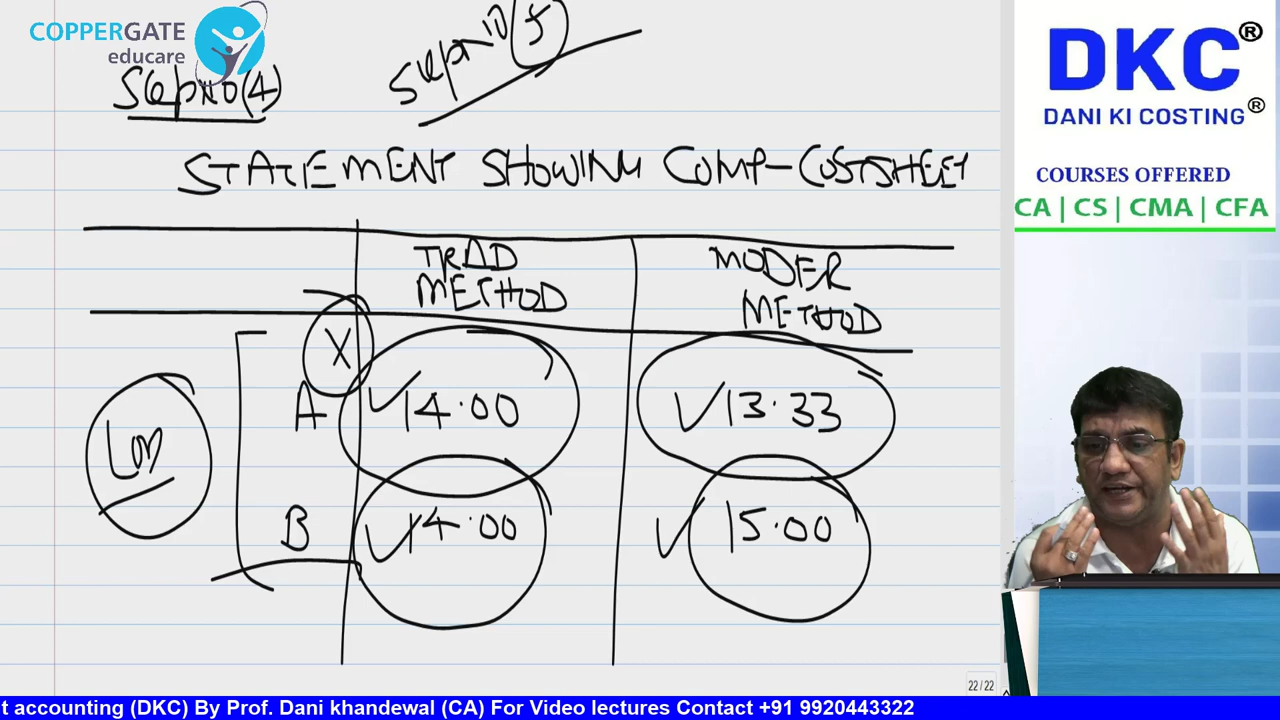 COPPERGATE
educare
Step no (4)
Step no (5)
STATEMENT SHOWING COMP-COSTSHEET
TRAD
METHOD
MODER
METHOD
X
A
14.00
13.33
B
14.00
15.00
DKC®
DANI KI COSTING®
COURSES OFFERED
CA | CS | CMA | CFA
22 / 22
t accounting (DKC) By Prof. Dani khandewal (CA) For Video lectures Contact +91 9920443322